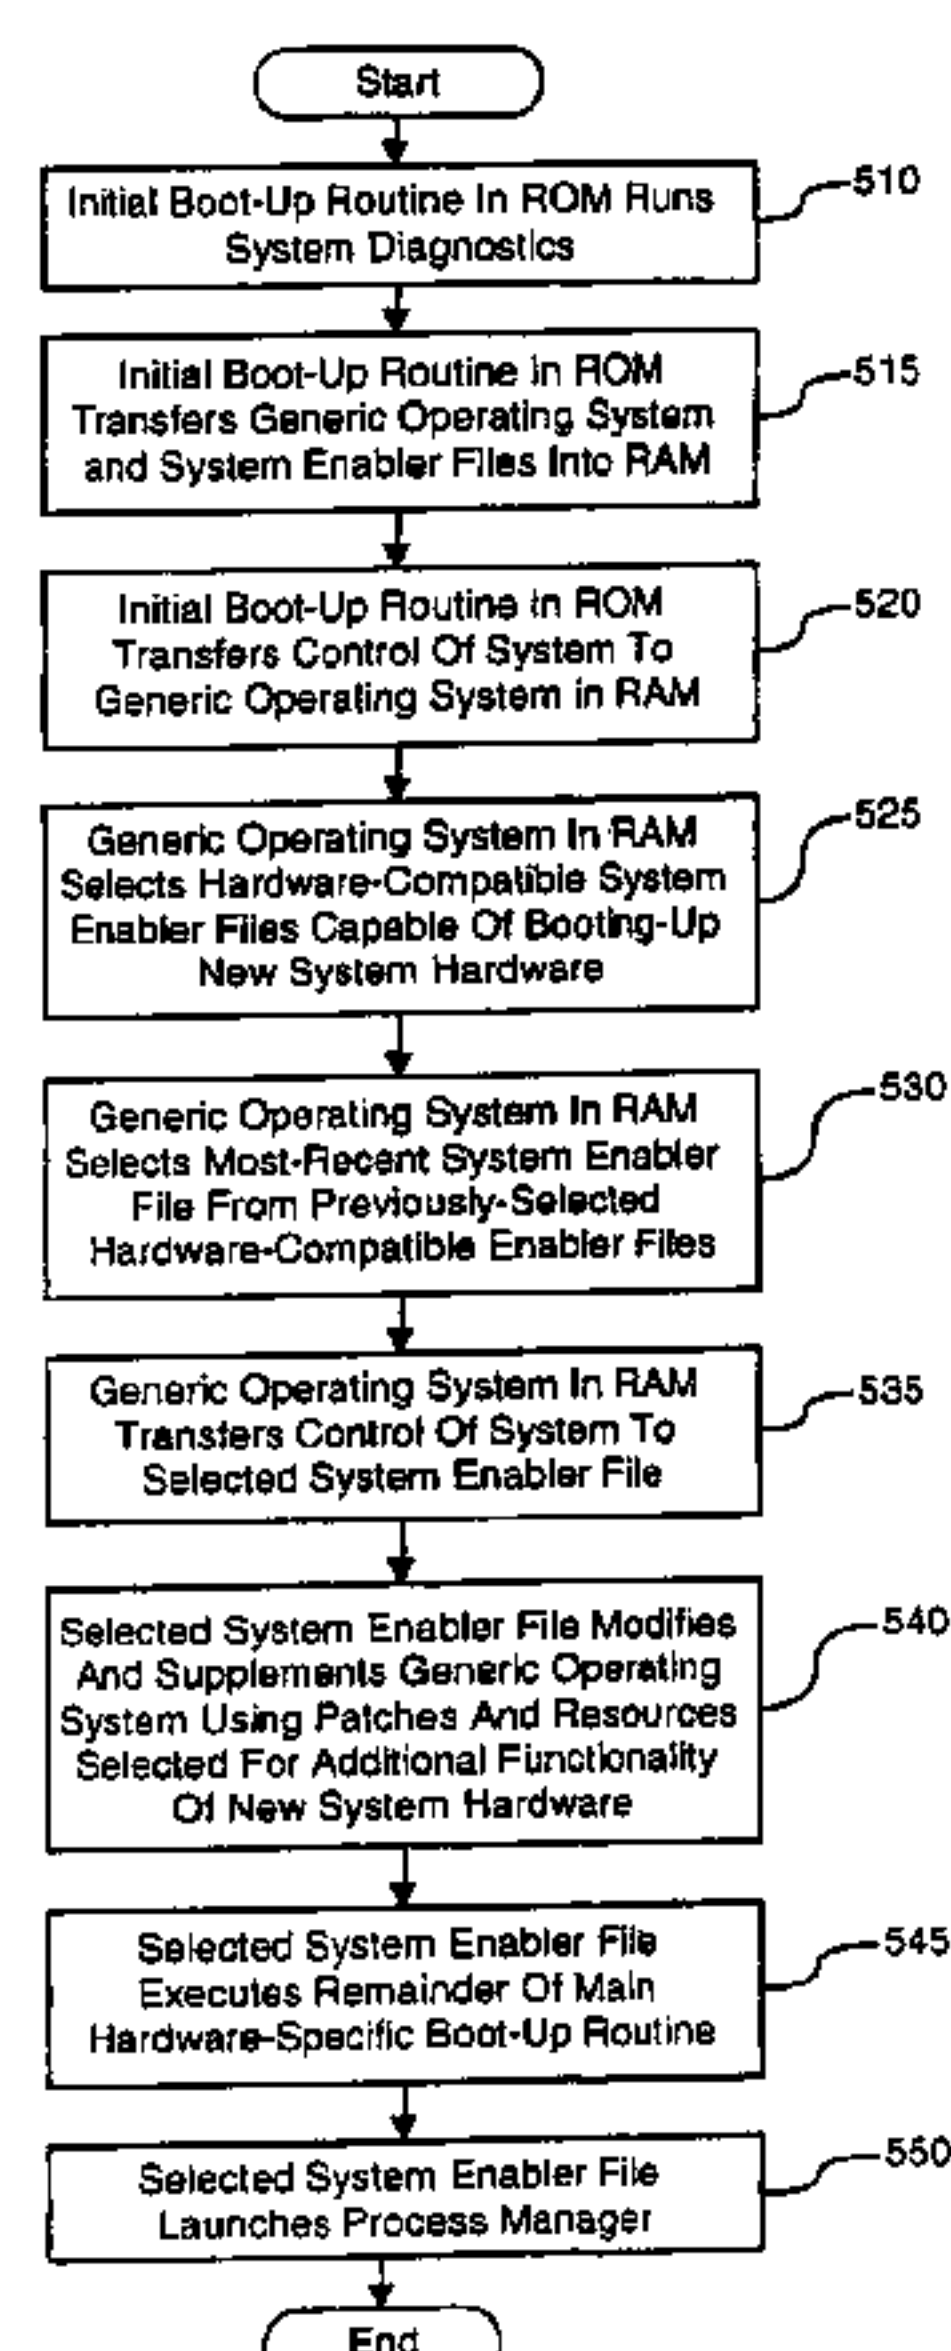 Start
Initial Boot-Up Routine In ROM Runs
System Diagnostics
510
Initial Boot-Up Routine In ROM
Transfers Generic Operating System
and System Enabler Files Into RAM
515
Initial Boot-Up Routine In ROM
Transfers Control Of System To
Generic Operating System in RAM
520
Generic Operating System In RAM
Selects Hardware-Compatible System
Enabler Files Capable Of Booting-Up
New System Hardware
525
Generic Operating System In RAM
Selects Most-Recent System Enabler
File From Previously-Selected
Hardware-Compatible Enabler Files
530
Generic Operating System In RAM
Transfers Control Of System To
Selected System Enabler File
535
Selected System Enabler File Modifies
And Supplements Generic Operating
System Using Patches And Resources
Selected For Additional Functionality
Of New System Hardware
540
Selected System Enabler File
Executes Remainder Of Main
Hardware-Specific Boot-Up Routine
545
Selected System Enabler File
Launches Process Manager
550
End